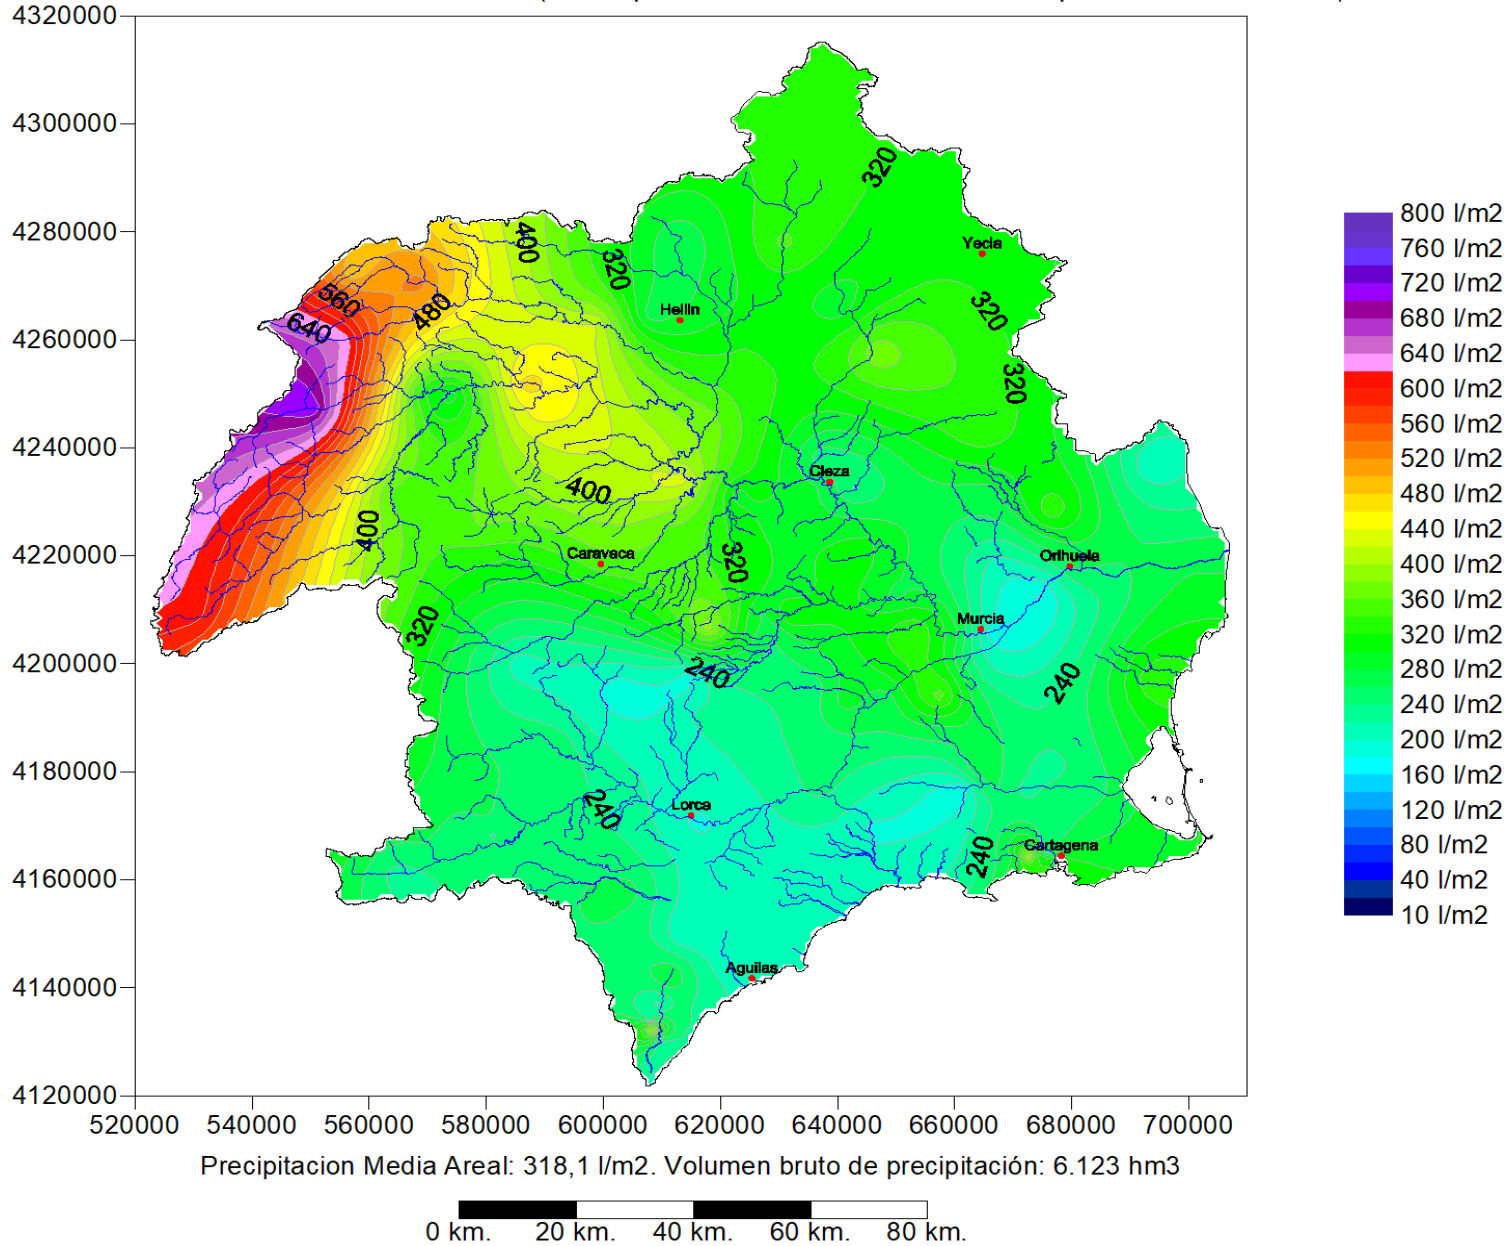 4320000
4300000
4280000
4260000
4240000
4220000
4200000
4180000
4160000
4140000
4120000
520000 540000 560000 580000 600000 620000 640000 660000 680000 700000
320
Yecla
400
320
560
480
640
Hellin
320
320
Cieza
400
400
Caravaca
320
Orihuela
320
Murcia
240
240
240
Lorca
240
Cartagena
Aguilas
800 l/m2
760 l/m2
720 l/m2
680 l/m2
640 l/m2
600 l/m2
560 l/m2
520 l/m2
480 l/m2
440 l/m2
400 l/m2
360 l/m2
320 l/m2
280 l/m2
240 l/m2
200 l/m2
160 l/m2
120 l/m2
80 l/m2
40 l/m2
10 l/m2
Precipitacion Media Areal: 318,1 l/m2. Volumen bruto de precipitación: 6.123 hm3
0 km. 20 km. 40 km. 60 km. 80 km.